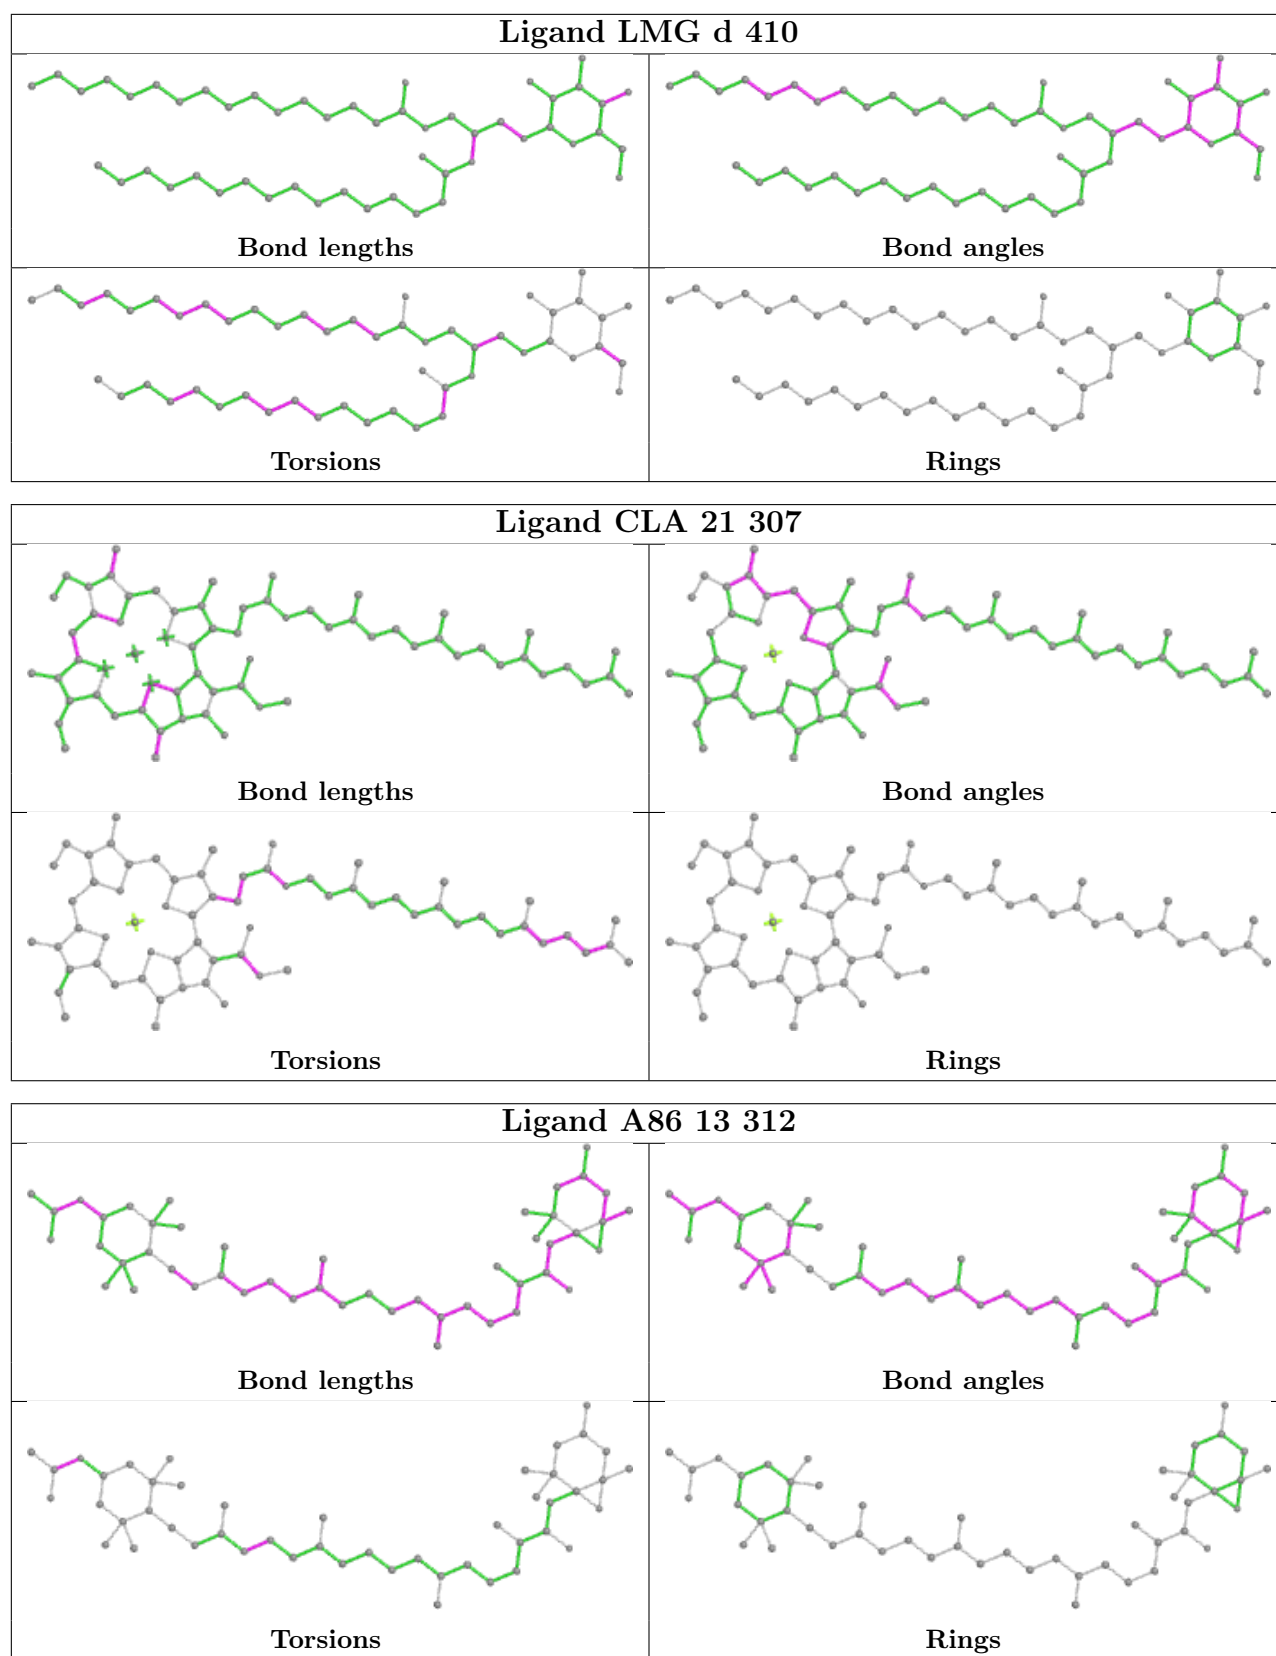 Ligand LMG d 410
Bond lengths
Bond angles
Torsions
Rings
Ligand CLA 21 307
Bond lengths
Bond angles
Torsions
Rings
Ligand A86 13 312
Bond lengths
Bond angles
Torsions
Rings